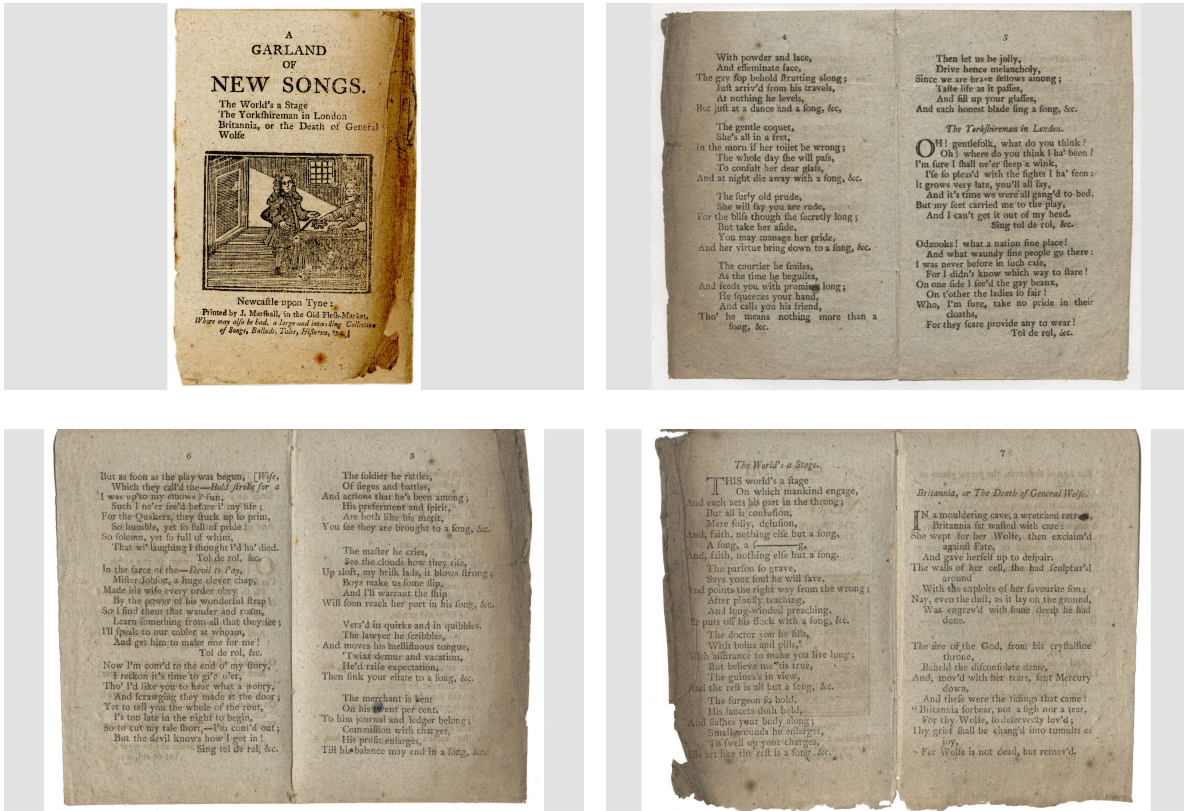 A
GARLAND
OF
NEW SONGS.
The World's a Stage
The Yorkſhireman in London
Britannia, or the Death of General
Wolfe
Newcaſtle upon Tyne:
Printed by J. Marſhall, in the Old Fleſh-Market,
Where may alſo be had, a large and intereſting Collection
of Songs, Ballads, Tales, Hiſtories, &c.
4
With powder and lace,
And effeminate face,
The gay fop behold ſtrutting along;
Juſt arriv'd from his travels,
At nothing he levels,
But juſt at a dance and a ſong, &c.
The gentle coquet,
She's all in a fret,
In the morn if her toilet be wrong;
The whole day ſhe will paſs,
To conſult her dear glaſs,
And at night die away with a ſong, &c.
The ſurly old prude,
She will ſay you are rude,
For the bliſs though ſhe ſecretly long;
But take her aſide,
You may manage her pride,
And her virtue bring down to a ſong, &c.
The courtier he ſmiles,
As the time he beguiles,
And feeds you with promiſes long;
He ſqueezes your hand,
And calls you his friend,
Tho' he means nothing more than a
ſong, &c.
5
Then let us be jolly,
Drive hence melancholy,
Since we are brave fellows among;
Taſte life as it paſſes,
And fill up your glaſſes,
And each honeſt blade ſing a ſong, &c.
The Yorkſhireman in London.
OH! gentlefolk, what do you think?
Oh! where do you think I ha' been?
I'm ſure I ſhall ne'er ſleep a wink,
I'ſe ſo pleas'd with the ſights I ha' ſeen:
It grows very late, you'll all ſay,
And it's time we were all gang'd to bed.
But my feet carried me to the play,
And I can't get it out of my head.
Sing tol de rol, &c.
Odzooks! what a nation fine place!
And what waundy fine people go there:
I was never before in ſuch caſe,
For I didn't know which way to ſtare!
On one ſide I ſee'd the gay beaux,
On t'other the ladies ſo fair!
Who, I'm ſure, take no pride in their
cloaths,
For they ſcare provide any to wear!
Tol de rol, &c.
6
But as ſoon as the play was begun, [Wife,
Which they call'd the—Bold ſtroke for a
I was up to my elbows i' fun,
Such I ne'er ſee'd before i' my life;
For the Quakers, they ſtruck up ſo prim,
So humble, yet ſo full of pride!
So ſolemn, yet ſo full of whim,
That wi' laughing I thought I'd ha' died.
Tol de rol, &c.
In the farce of the—Devil to Pay,
Miſter Jobſon, a huge clever chap,
Made his wife every order obey
By the power of his wonderful ſtrap!
So I find them that wander and roam,
Learn ſomething from all that they ſee;
I'll ſpeak to our cobler at whoam,
And get him to make one for me!
Tol de rol, &c.
Now I'm com'd to the end o' my ſtory,
I reckon it's time to gi'e o'er,
Tho' I'd like you to hear what a worry,
And ſcrawging they made at the door;
Yet to tell you the whole of the rout,
I's too late in the night to begin,
So to cut my tale ſhort,—I'm com'd out;
But the devil knows how I got in!
Sing tol de rol, &c.
3
The ſoldier he rattles,
Of ſieges and battles,
And actions that he's been among;
His preferment and ſpirit,
Are both like his merit,
You ſee they are brought to a ſong, &c.
The maſter he cries,
See the clouds how they riſe,
Up aloft, my briſk lads, it blows ſtrong;
Boys make us ſome flip,
And I'll warrant the ſhip
Will ſoon reach her port in his ſong, &c.
Vers'd in quirks and in quibbles.
The lawyer he ſcribbles,
And moves his mellifluous tongue,
'Twixt demur and vacation,
He'd raiſe expectation,
Then ſink your eſtate to a ſong, &c.
The merchant is bent
On his twent per cent.
To him journal and ledger belong;
Commiſſion with charges,
His profit enlarges,
Till his balance may end in a ſong, &c.
The World's a Stage.
THIS world's a ſtage
On which mankind engage,
And each acts his part in the throng;
But all is confuſion,
Mere folly, deluſion,
And, faith, nothing elſe but a ſong,
A ſong, a ſ——g,
And, faith, nothing elſe but a ſong.
The parſon ſo grave,
Says your ſoul he will ſave,
And points the right way from the wrong;
After piouſly teaching,
And long-winded preaching,
He puts off his flock with a ſong, &c.
The doctor you he fills,
With bolus and pills,
With aſſurance to make you live long;
But believe me 'tis true,
The guinea's in view,
And the reſt is all but a ſong, &c.
The ſurgeon ſo bold,
His lancets doth hold,
And ſlaſhes your body along;
Small wounds he enlarges,
To ſwell up your charges,
His art like the reſt is a ſong, &c.
7
Britannia, or The Death of General Wolfe.
IN a mouldering cave, a wretched retreat,
Britannia ſat waſted with care:
She wept for her Wolfe, then exclaim'd
againſt Fate,
And gave herſelf up to deſpair.
The walls of her cell, ſhe had ſculptur'd
around
With the exploits of her favourite ſon;
Nay, even the duſt, as it lay on the ground,
Was engrav'd with ſome deeds he had
done.
The ſire of the God, from his cryſtalline
throne,
Beheld the diſconſolate dame,
And, mov'd with her tears, ſent Mercury
down,
And theſe were the tidings that came:
"Britannia forbear, not a ſigh nor a tear,
For thy Wolfe, ſo deſervedly lov'd;
Thy grief ſhall be chang'd into tumults of
joy,
For Wolfe is not dead, but remov'd.